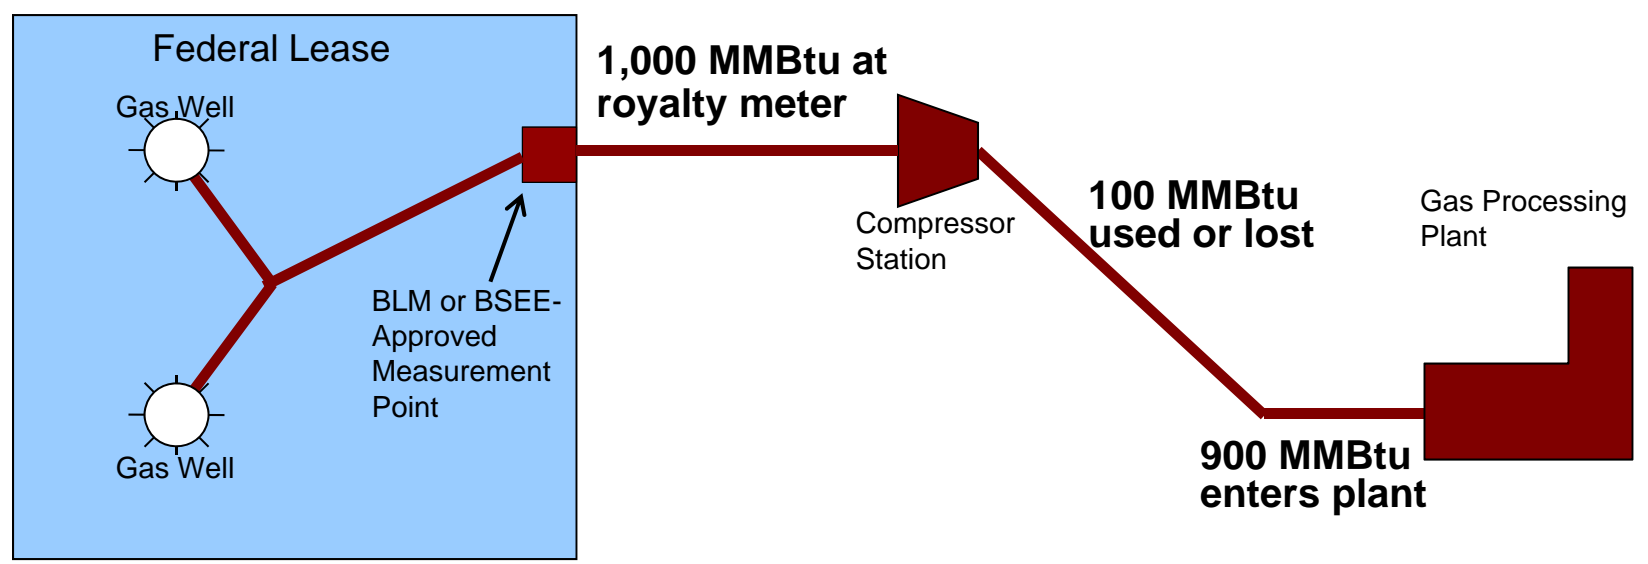 Federal Lease
Gas Well
1,000 MMBtu at
royalty meter
Compressor
Station
100 MMBtu
used or lost
Gas Processing
Plant
BLM or BSEE-
Approved
Measurement
Point
Gas Well
900 MMBtu
enters plant